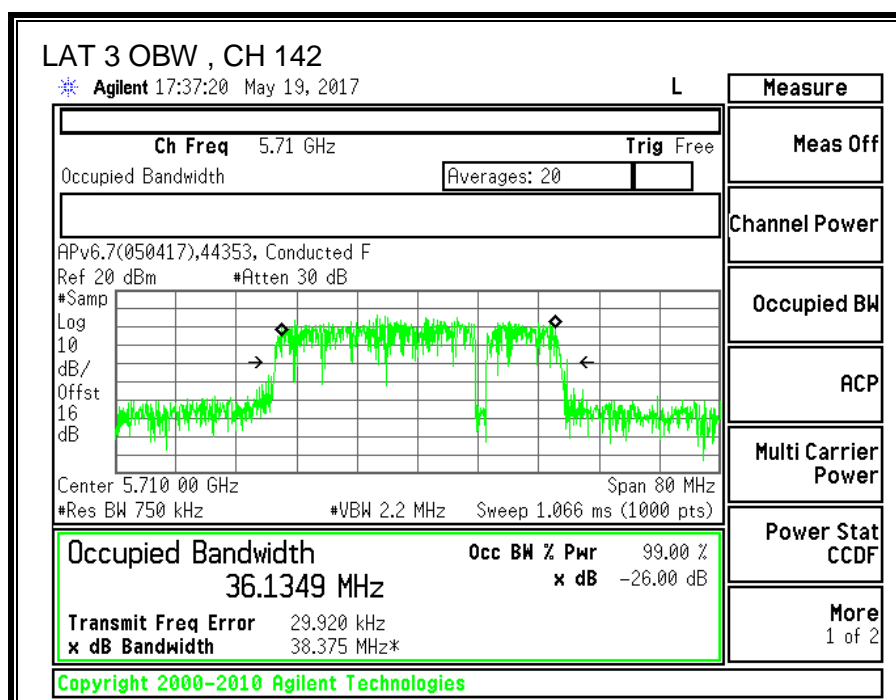 LAT 3 OBW , CH 142
Agilent 17:37:20 May 19, 2017 L
Measure
Ch Freq 5.71 GHz Trig Free
Meas Off
Occupied Bandwidth Averages: 20
Channel Power
APv6.7(050417),44353, Conducted F
Ref 20 dBm #Atten 30 dB
#Samp
Log
10
dB/
Offst
16
dB
Occupied BW
ACP
Multi Carrier
Power
Center 5.710 00 GHz Span 80 MHz
#Res BW 750 kHz #VBW 2.2 MHz Sweep 1.066 ms (1000 pts)
Power Stat
CCDF
Occupied Bandwidth Occ BW % Pwr 99.00 %
36.1349 MHz x dB -26.00 dB
Transmit Freq Error 29.920 kHz
x dB Bandwidth 38.375 MHz*
More
1 of 2
Copyright 2000-2010 Agilent Technologies